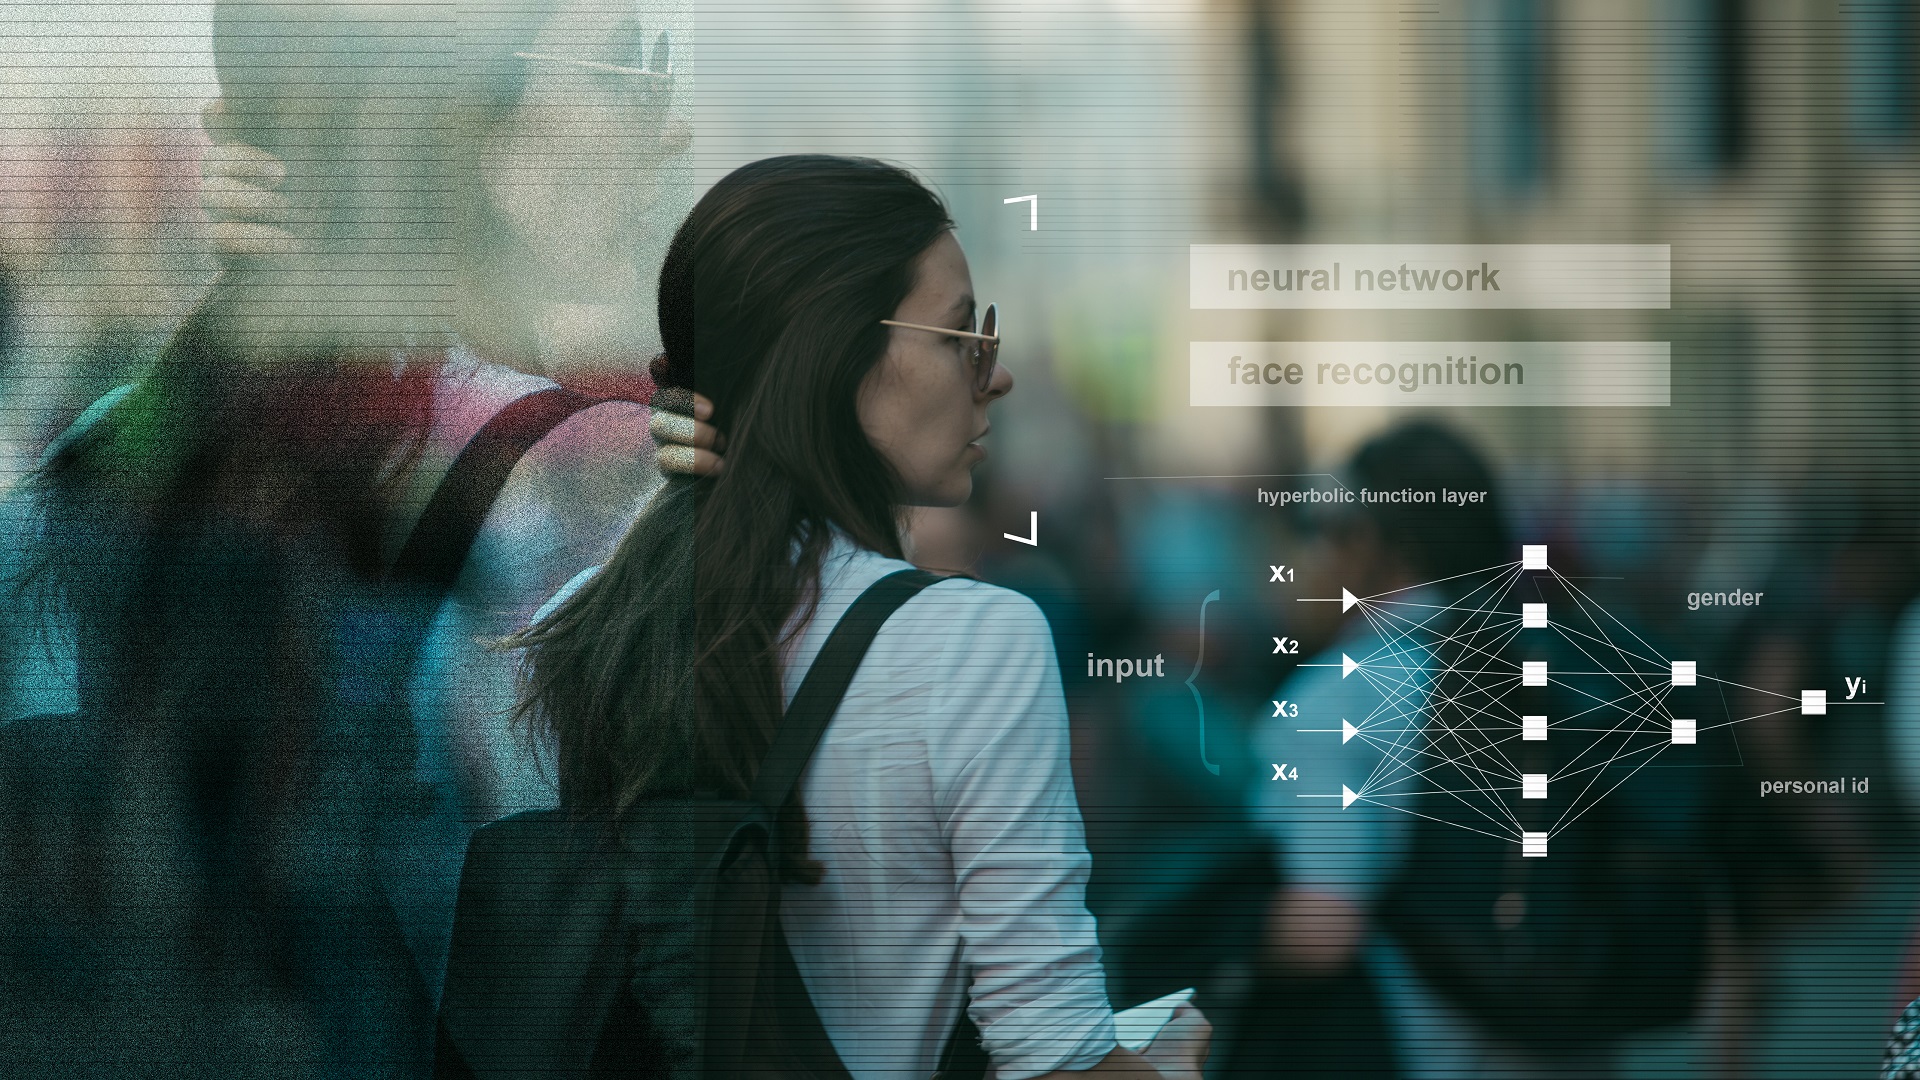 neural network
face recognition
hyperbolic function layer
x1
x2
x3
x4
input
gender
yi
personal id